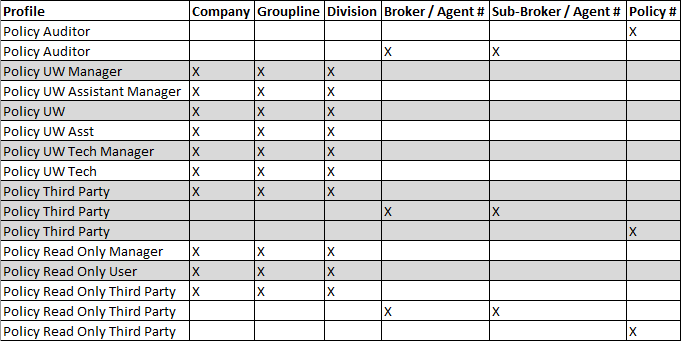 Profile Company Groupline Division Broker / Agent # Sub-Broker / Agent # Policy #
Policy Auditor X
Policy Auditor X X
Policy UW Manager X X X
Policy UW Assistant Manager X X X
Policy UW X X X
Policy UW Asst X X X
Policy UW Tech Manager X X X
Policy UW Tech X X X
Policy Third Party X X X
Policy Third Party X X
Policy Third Party X
Policy Read Only Manager X X X
Policy Read Only User X X X
Policy Read Only Third Party X X X
Policy Read Only Third Party X X
Policy Read Only Third Party X